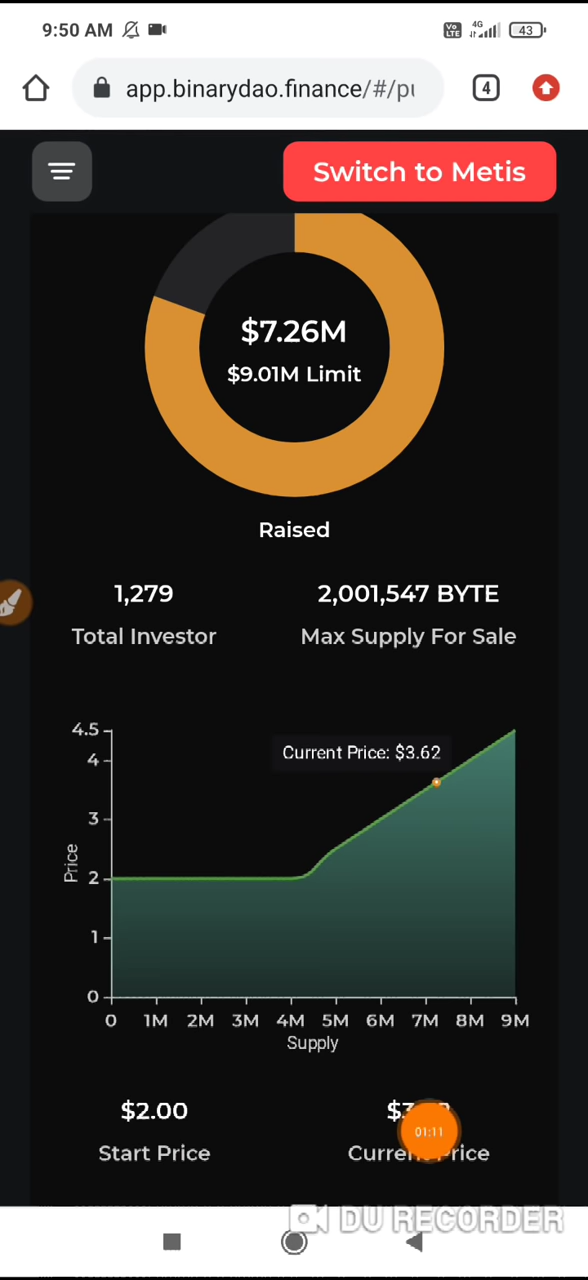 9:50 AM
Vo LTE 4G 43
app.binarydao.finance/#/pu
4
Switch to Metis
$7.26M
$9.01M Limit
Raised
1,279
2,001,547 BYTE
Total Investor
Max Supply For Sale
4.5
Current Price: $3.62
4
3
Price
2
1
0
0 1M 2M 3M 4M 5M 6M 7M 8M 9M
Supply
$2.00
Start Price
01:11
DU RECORDER